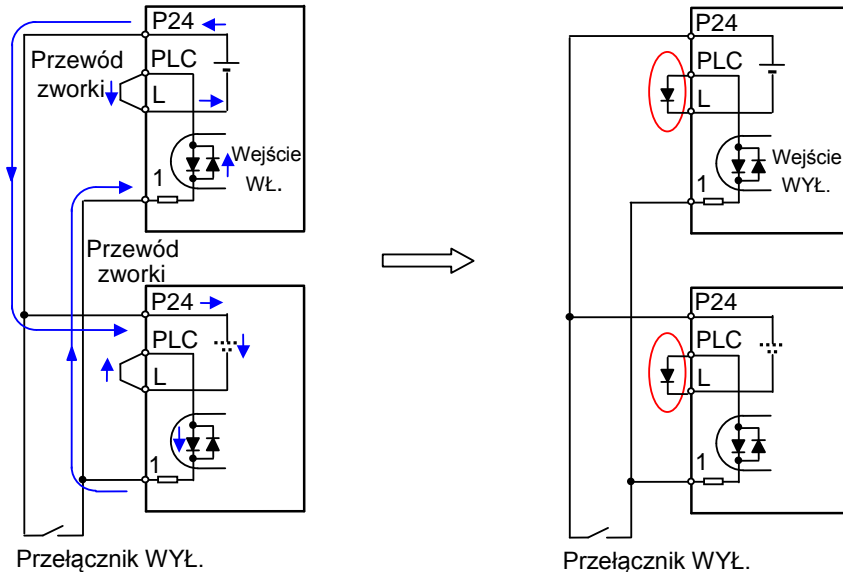 P24
Przewód
zworki
PLC
L
Wejście
WŁ.
1
Przewód
zworki
P24
PLC
L
1
Przełącznik WYŁ.
P24
PLC
L
Wejście
WYŁ.
1
P24
PLC
L
1
Przełącznik WYŁ.